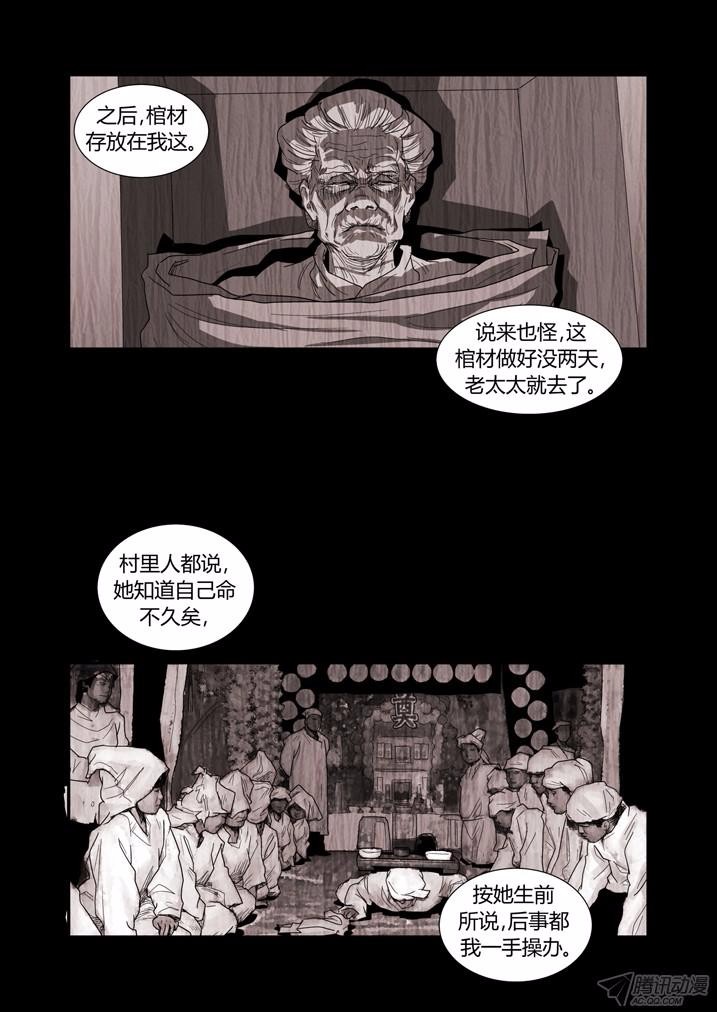 之后，棺材
存放在我这。
说来也怪，这
棺材做好没两天，
老太太就去了。
村里人都说，
她知道自己命
不久矣，
奠
按她生前
所说，后事都
我一手操办。
腾讯动漫